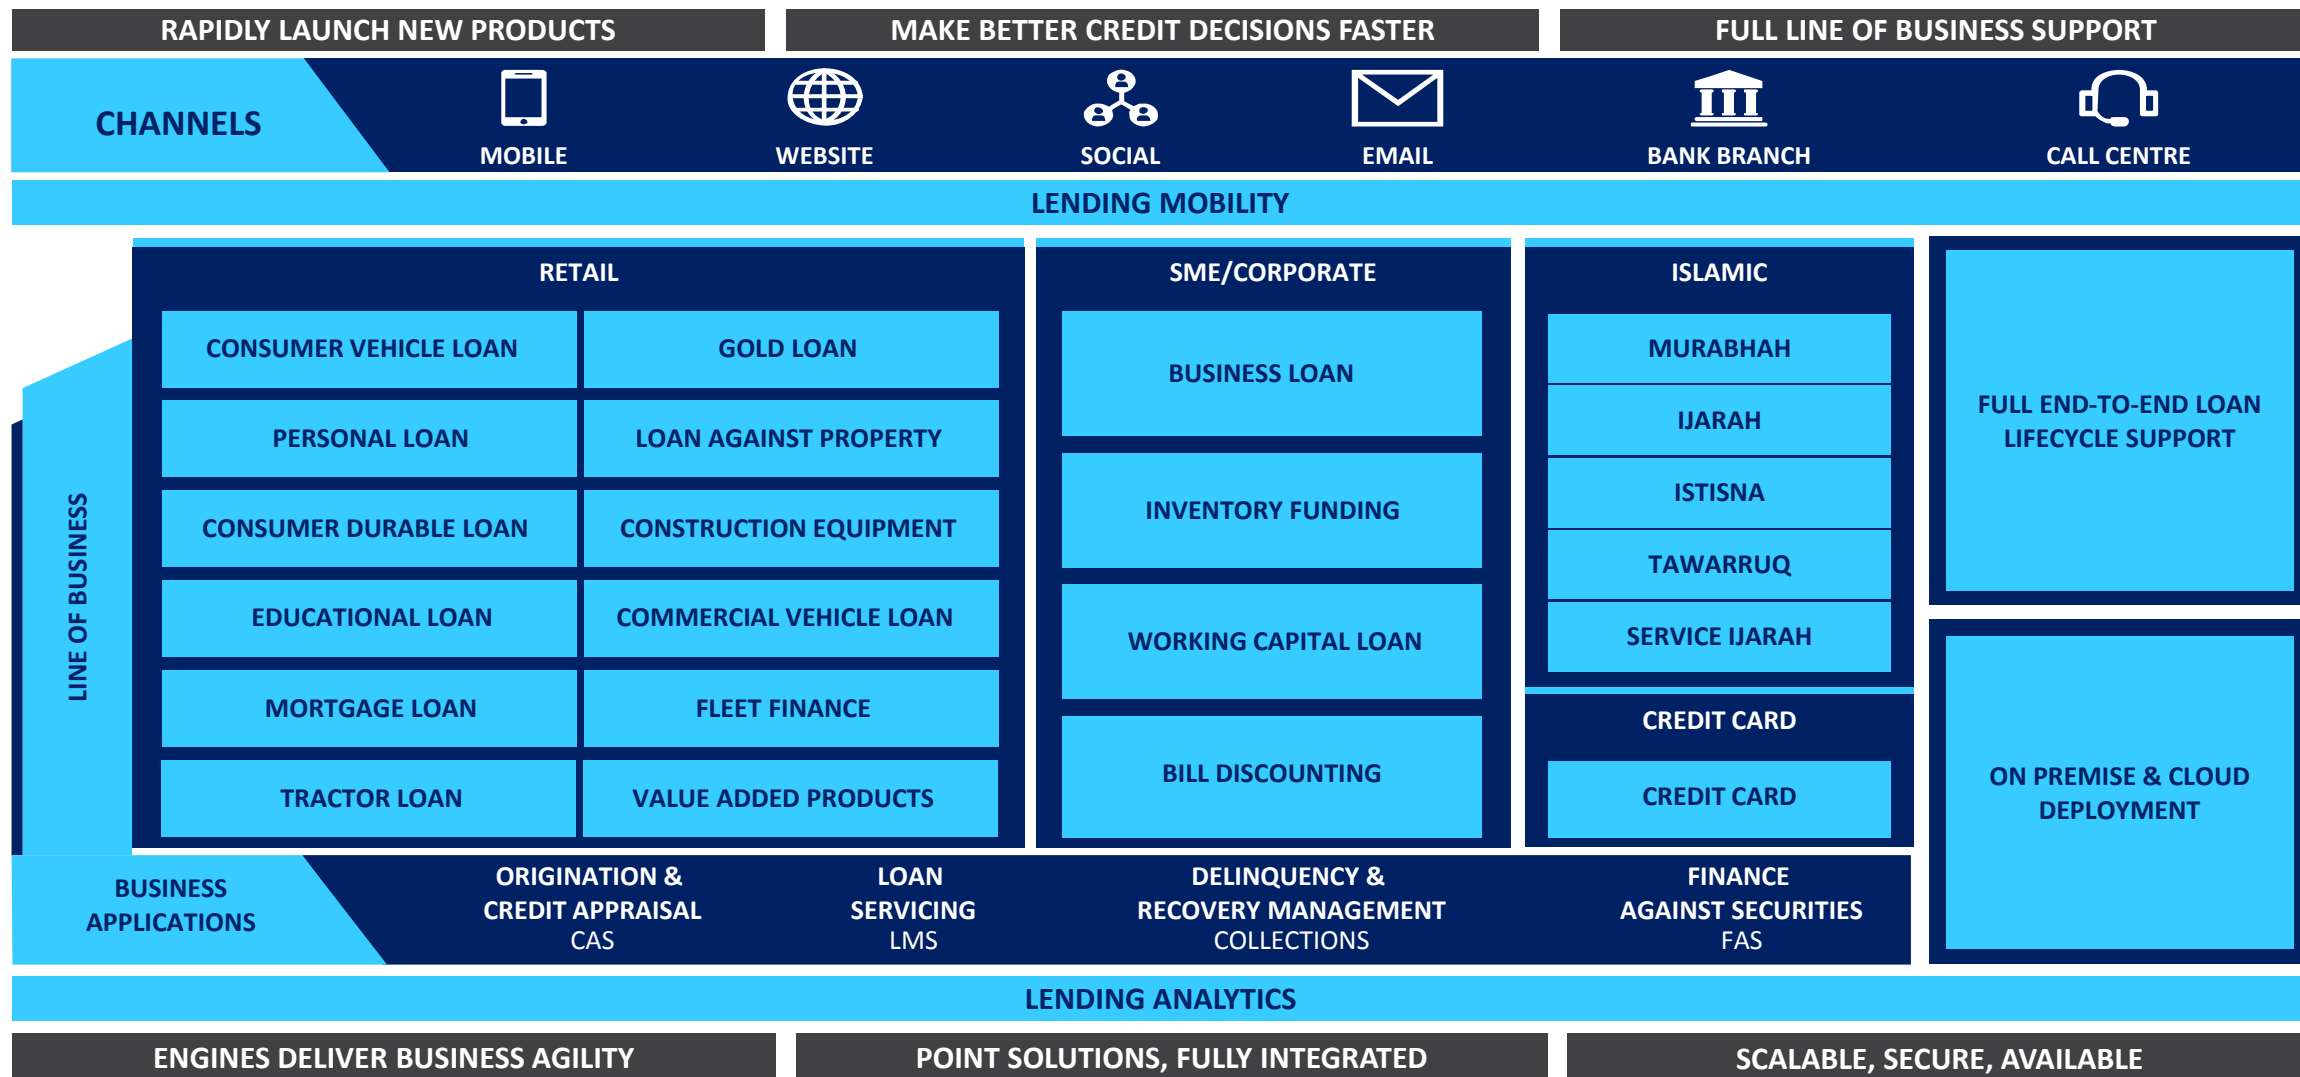 RAPIDLY LAUNCH NEW PRODUCTS
MAKE BETTER CREDIT DECISIONS FASTER
FULL LINE OF BUSINESS SUPPORT
CHANNELS
MOBILE
WEBSITE
SOCIAL
EMAIL
BANK BRANCH
CALL CENTRE
LENDING MOBILITY
LINE OF BUSINESS
RETAIL
CONSUMER VEHICLE LOAN
GOLD LOAN
PERSONAL LOAN
LOAN AGAINST PROPERTY
CONSUMER DURABLE LOAN
CONSTRUCTION EQUIPMENT
EDUCATIONAL LOAN
COMMERCIAL VEHICLE LOAN
MORTGAGE LOAN
FLEET FINANCE
TRACTOR LOAN
VALUE ADDED PRODUCTS
SME/CORPORATE
BUSINESS LOAN
INVENTORY FUNDING
WORKING CAPITAL LOAN
BILL DISCOUNTING
ISLAMIC
MURABHAH
IJARAH
ISTISNA
TAWARRUQ
SERVICE IJARAH
CREDIT CARD
CREDIT CARD
FULL END-TO-END LOAN
LIFECYCLE SUPPORT
ON PREMISE & CLOUD
DEPLOYMENT
BUSINESS
APPLICATIONS
ORIGINATION &
CREDIT APPRAISAL
CAS
LOAN
SERVICING
LMS
DELINQUENCY &
RECOVERY MANAGEMENT
COLLECTIONS
FINANCE
AGAINST SECURITIES
FAS
LENDING ANALYTICS
ENGINES DELIVER BUSINESS AGILITY
POINT SOLUTIONS, FULLY INTEGRATED
SCALABLE, SECURE, AVAILABLE